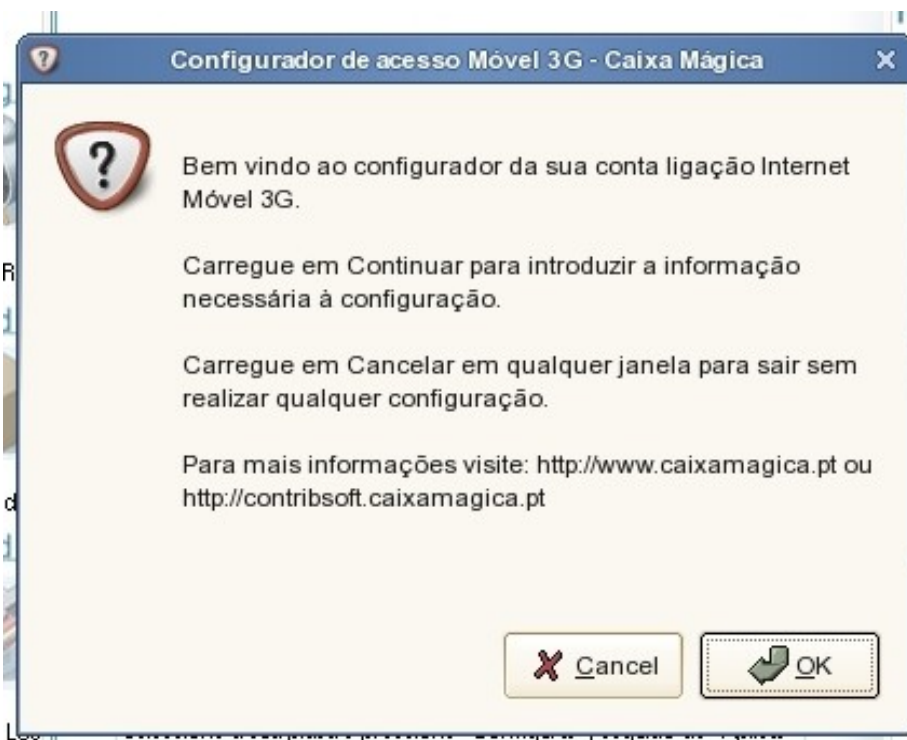 Configurador de acesso Móvel 3G - Caixa Mágica
Bem vindo ao configurador da sua conta ligação Internet
Móvel 3G.
Carregue em Continuar para introduzir a informação
necessária à configuração.
Carregue em Cancelar em qualquer janela para sair sem
realizar qualquer configuração.
Para mais informações visite: http://www.caixamagica.pt ou
http://contribsoft.caixamagica.pt
Cancel
OK